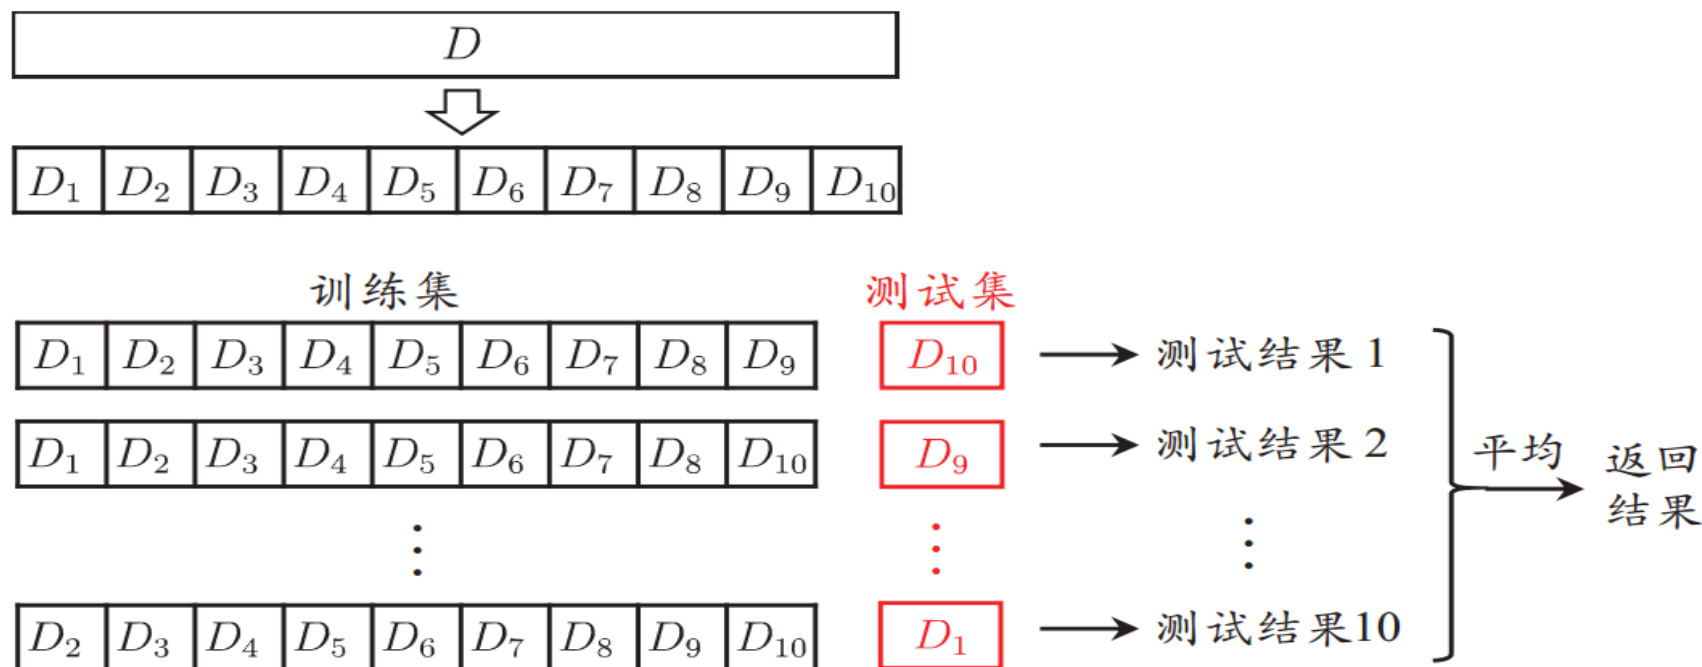 D
D₁ D₂ D₃ D₄ D₅ D₆ D₇ D₈ D₉ D₁₀
训练集 测试集
D₁ D₂ D₃ D₄ D₅ D₆ D₇ D₈ D₉ D₁₀ 测试结果 1
D₁ D₂ D₃ D₄ D₅ D₆ D₇ D₈ D₁₀ D₉ 测试结果 2
平均 返回
结果
⋮ ⋮ ⋮
D₂ D₃ D₄ D₅ D₆ D₇ D₈ D₉ D₁₀ D₁ 测试结果10